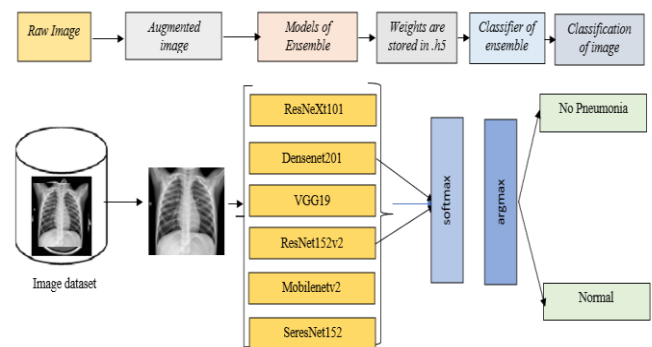 Raw Image
Augmented
image
Models of
Ensemble
Weights are
stored in .h5
Classifier of
ensemble
Classification
of image
ResNeXt101
Densenet201
VGG19
ResNet152v2
Mobilenetv2
SeresNet152
Image dataset
softmax
argmax
No Pneumonia
Normal